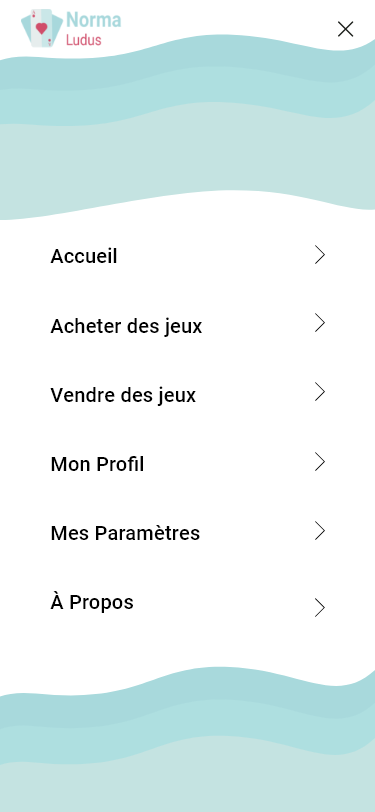 Norma
Ludus
Accueil
Acheter des jeux
Vendre des jeux
Mon Profil
Mes Paramètres
À Propos